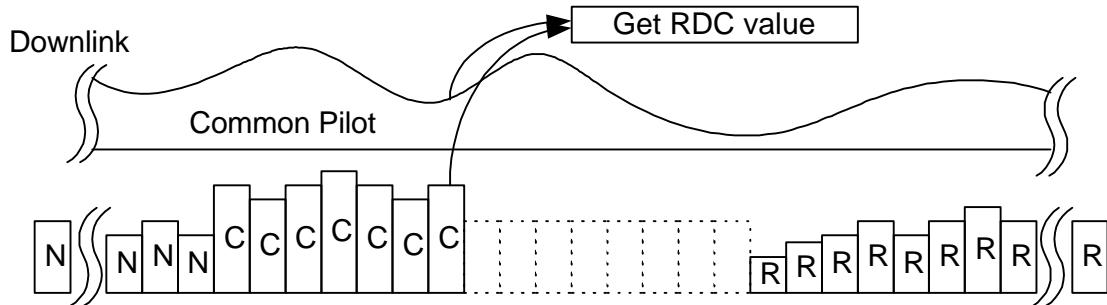 Get RDC value
Downlink
Common Pilot
N N N N C C C C C C C R R R R R R R R R